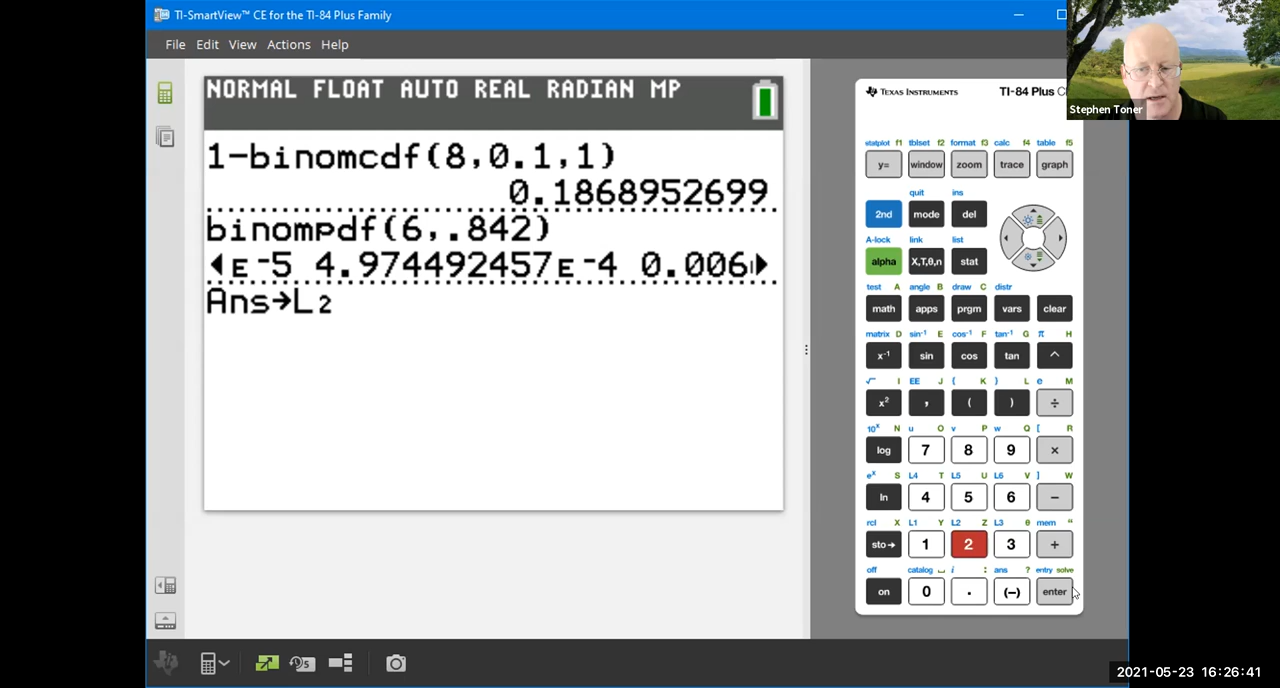 TI-SmartView™ CE for the TI-84 Plus Family
File Edit View Actions Help
Stephen Toner
NORMAL FLOAT AUTO REAL RADIAN MP
1-binomcdf(8,0.1,1)
0.1868952699
binompdf(6,.842)
◀ᴇ⁻5 4.974492457ᴇ⁻4 0.006▶
Ans→L₂
TEXAS INSTRUMENTS TI-84 Plus C
statplot f1 tblset f2 format f3 calc f4 table f5
y= window zoom trace graph
quit ins
2nd mode del
A-lock link list
alpha X,T,θ,n stat
test A angle B draw C distr
math apps prgm vars clear
matrix D sin⁻¹ E cos⁻¹ F tan⁻¹ G π H
x⁻¹ sin cos tan ^
√ I EE J { K } L e M
x² , ( ) ÷
10ˣ N u O v P w Q [ R
log 7 8 9 ×
eˣ S L4 T L5 U L6 V ] W
ln 4 5 6 −
rcl X L1 Y L2 Z L3 θ mem "
sto→ 1 2 3 +
off catalog i : ans ? entry solve
on 0 . (−) enter
2021-05-23 16:26:41